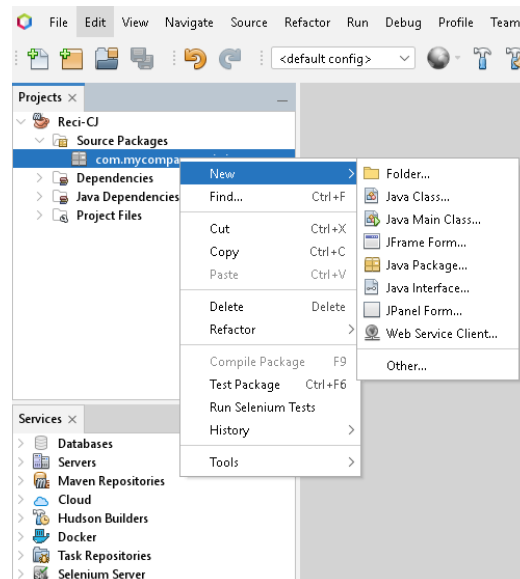 File Edit View Navigate Source Refactor Run Debug Profile Team
<default config>
Projects
Reci-CJ
Source Packages
com.mycompa
Dependencies
Java Dependencies
Project Files
New
Find... Ctrl+F
Cut Ctrl+X
Copy Ctrl+C
Paste Ctrl+V
Delete Delete
Refactor
Compile Package F9
Test Package Ctrl+F6
Run Selenium Tests
History
Tools
Folder...
Java Class...
Java Main Class...
JFrame Form...
Java Package...
Java Interface...
JPanel Form...
Web Service Client...
Other...
Services
Databases
Servers
Maven Repositories
Cloud
Hudson Builders
Docker
Task Repositories
Selenium Server